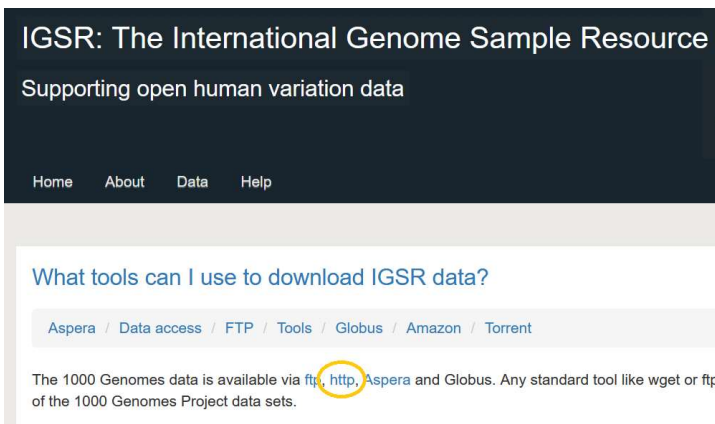 IGSR: The International Genome Sample Resource
Supporting open human variation data
Home About Data Help
What tools can I use to download IGSR data?
Aspera / Data access / FTP / Tools / Globus / Amazon / Torrent
The 1000 Genomes data is available via ftp, http, Aspera and Globus. Any standard tool like wget or ftp
of the 1000 Genomes Project data sets.